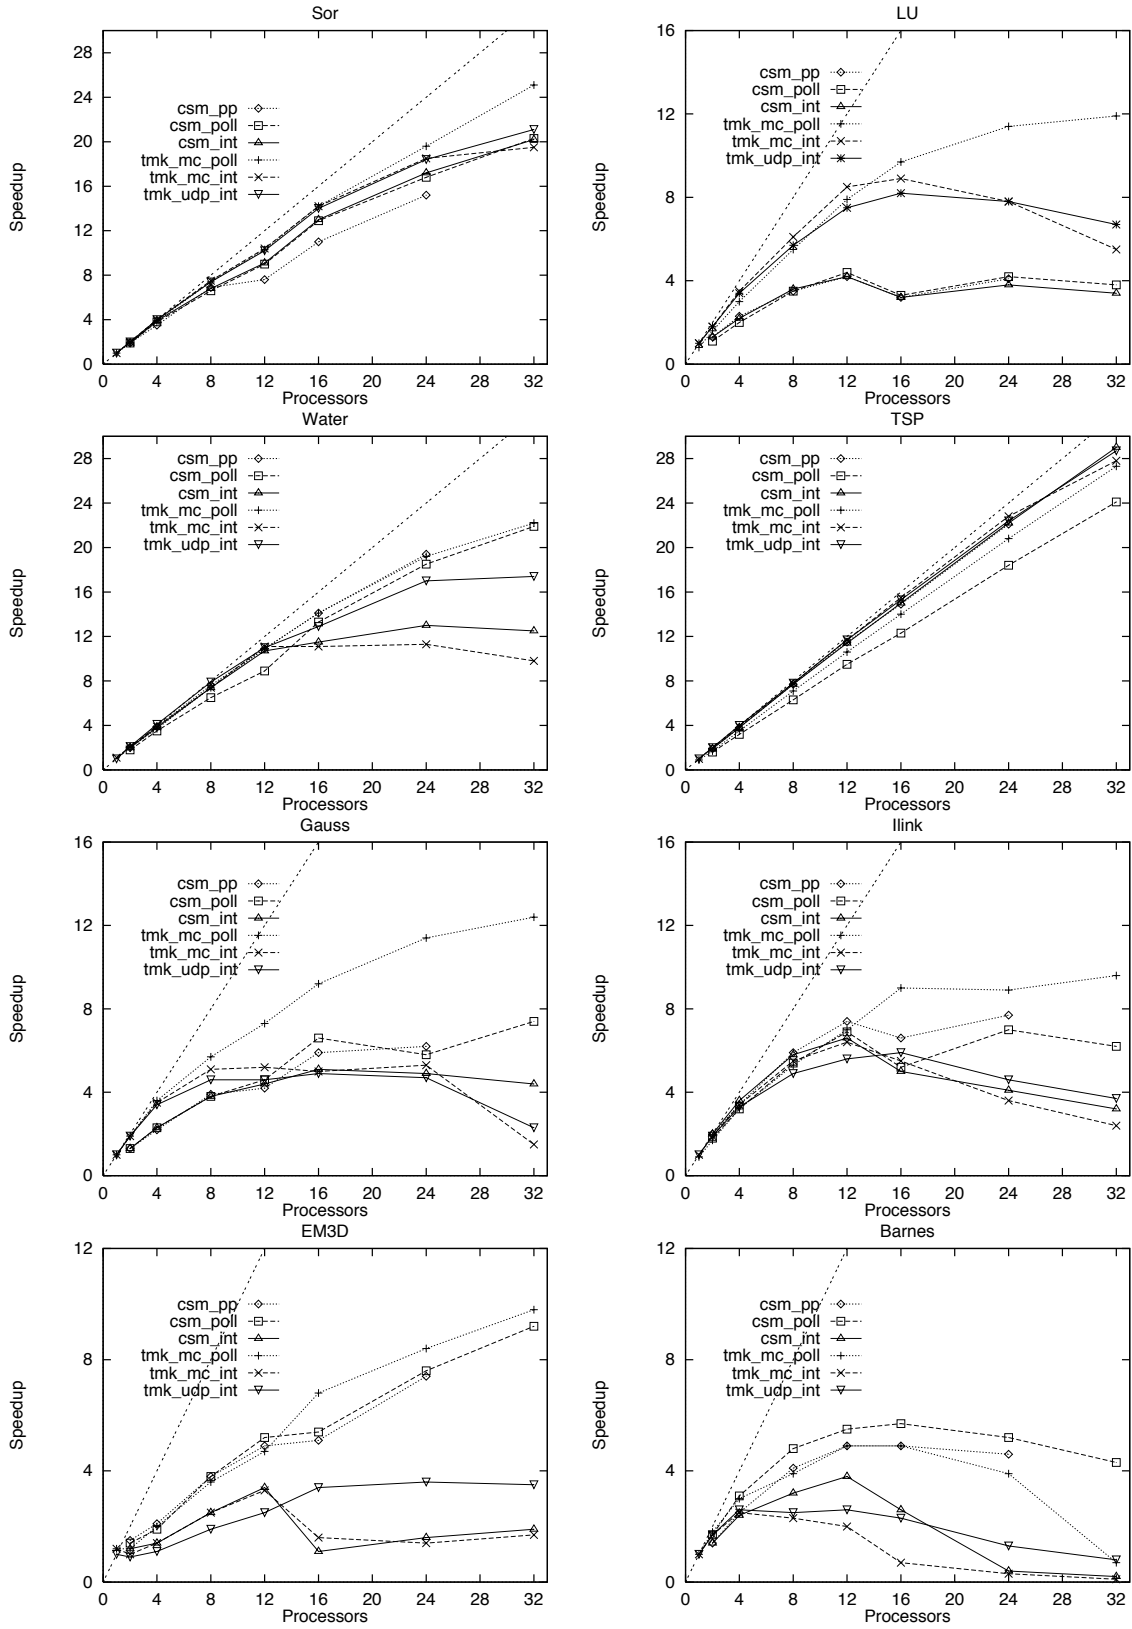 Sor
Speedup
28
24
20
16
12
8
4
0
csm_pp
csm_poll
csm_int
tmk_mc_poll
tmk_mc_int
tmk_udp_int
0 4 8 12 16 20 24 28 32
Processors
LU
Speedup
16
12
8
4
0
csm_pp
csm_poll
csm_int
tmk_mc_poll
tmk_mc_int
tmk_udp_int
0 4 8 12 16 20 24 28 32
Processors
Water
Speedup
28
24
20
16
12
8
4
0
csm_pp
csm_poll
csm_int
tmk_mc_poll
tmk_mc_int
tmk_udp_int
0 4 8 12 16 20 24 28 32
Processors
TSP
Speedup
28
24
20
16
12
8
4
0
csm_pp
csm_poll
csm_int
tmk_mc_poll
tmk_mc_int
tmk_udp_int
0 4 8 12 16 20 24 28 32
Processors
Gauss
Speedup
16
12
8
4
0
csm_pp
csm_poll
csm_int
tmk_mc_poll
tmk_mc_int
tmk_udp_int
0 4 8 12 16 20 24 28 32
Processors
Ilink
Speedup
16
12
8
4
0
csm_pp
csm_poll
csm_int
tmk_mc_poll
tmk_mc_int
tmk_udp_int
0 4 8 12 16 20 24 28 32
Processors
EM3D
Speedup
12
8
4
0
csm_pp
csm_poll
csm_int
tmk_mc_poll
tmk_mc_int
tmk_udp_int
0 4 8 12 16 20 24 28 32
Processors
Barnes
Speedup
12
8
4
0
csm_pp
csm_poll
csm_int
tmk_mc_poll
tmk_mc_int
tmk_udp_int
0 4 8 12 16 20 24 28 32
Processors